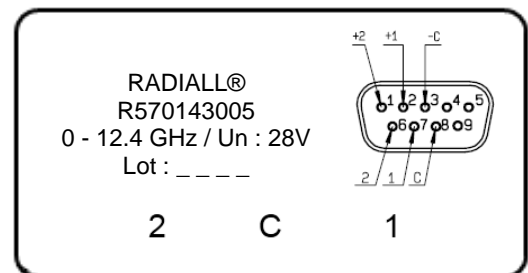 RADIALL®
R570143005
0 - 12.4 GHz / Un : 28V
Lot : _ _ _ _
+2 +1 -C
1 2 3 4 5
6 7 8 9
2 1 C
2 C 1